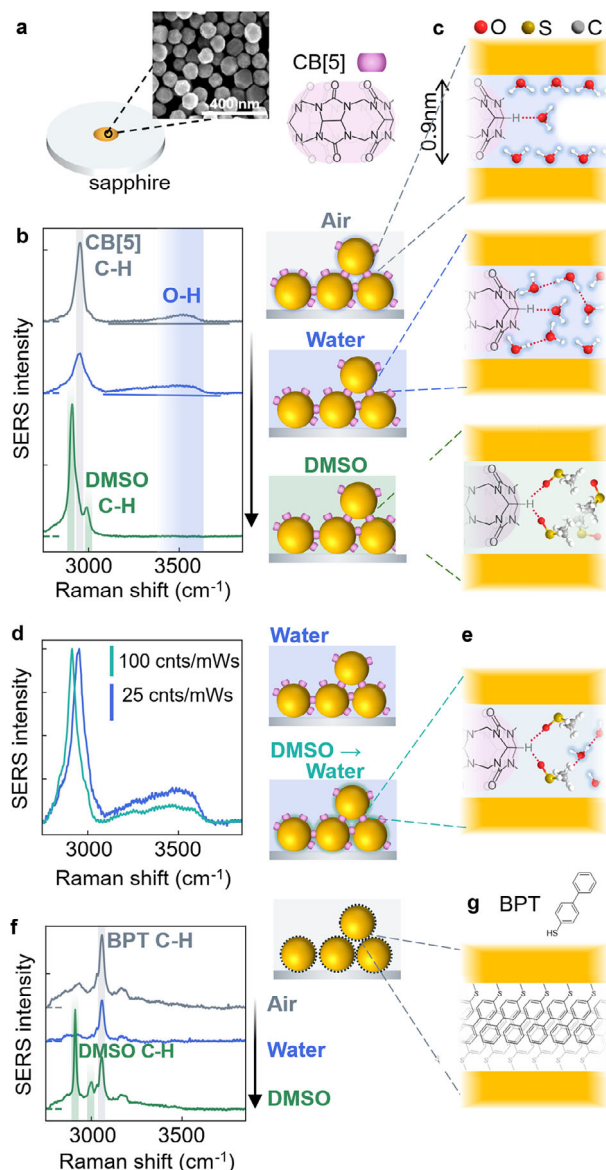 a
400 nm
sapphire
CB[5]
c
O S C
0.9nm
H
b
CB[5]
C-H
O-H
DMSO
C-H
SERS intensity
3000 3500
Raman shift (cm-1)
Air
Water
DMSO
H
H
d
100 cnts/mWs
25 cnts/mWs
SERS intensity
3000 3500
Raman shift (cm-1)
Water
DMSO →
Water
e
H
f
BPT C-H
DMSO C-H
SERS intensity
3000 3500
Raman shift (cm-1)
Air
Water
DMSO
g BPT
HS